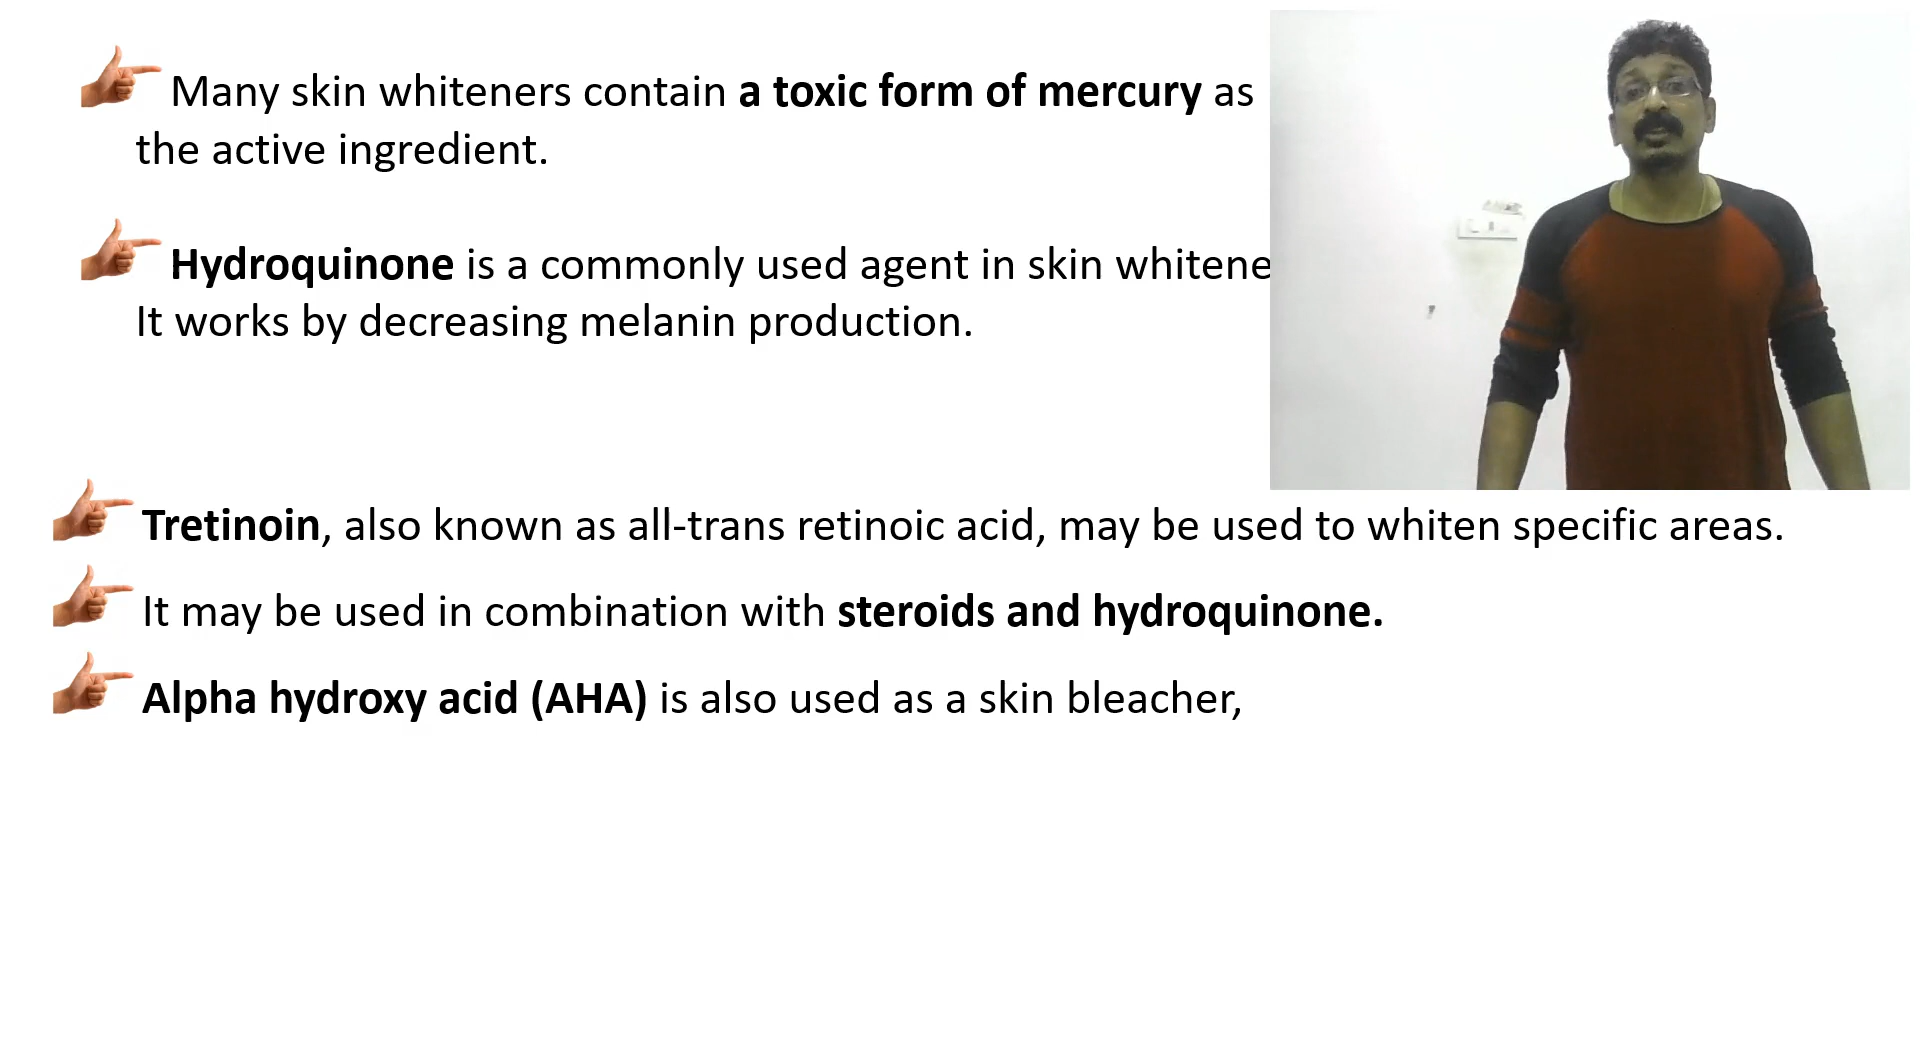 Many skin whiteners contain a toxic form of mercury as
the active ingredient.
Hydroquinone is a commonly used agent in skin
It works by decreasing melanin production.
Tretinoin, also known as all-trans retinoic acid, may be used to whiten specific areas.
It may be used in combination with steroids and hydroquinone.
Alpha hydroxy acid (AHA) is also used as a skin bleacher,